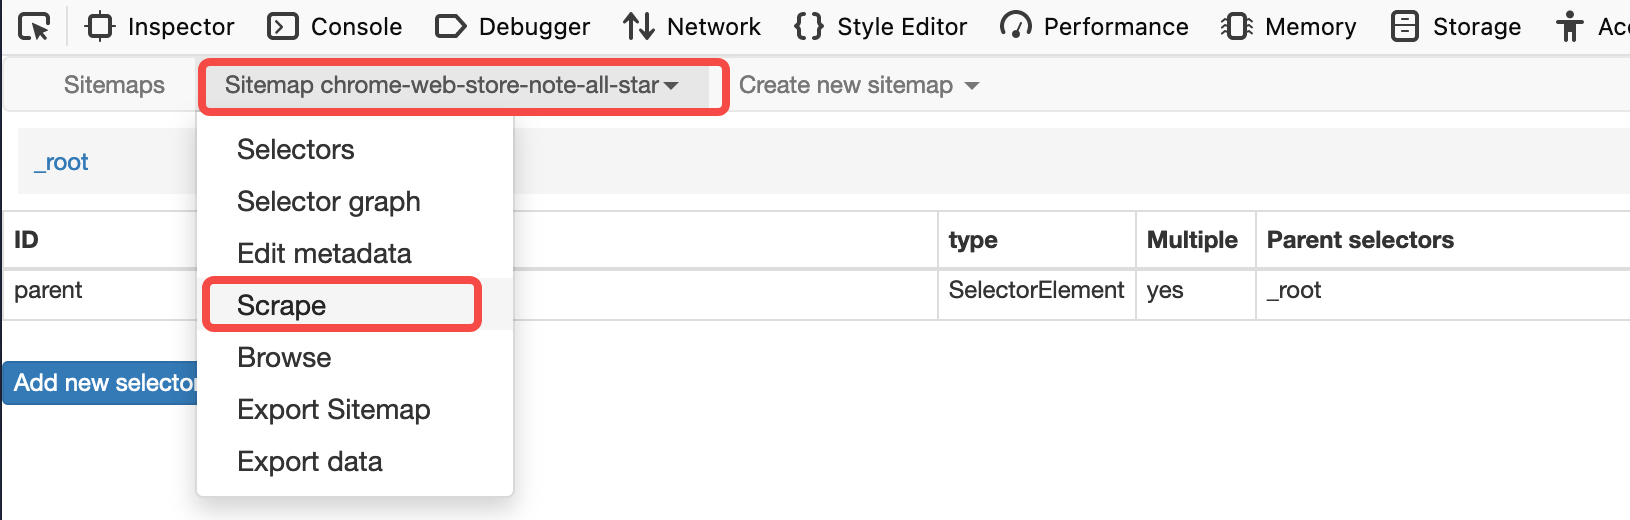 Inspector Console Debugger Network Style Editor Performance Memory Storage
Sitemaps Sitemap chrome-web-store-note-all-star Create new sitemap
_root
Selectors
Selector graph
Edit metadata
Scrape
Browse
Export Sitemap
Export data
ID type Multiple Parent selectors
parent SelectorElement yes _root
Add new selector